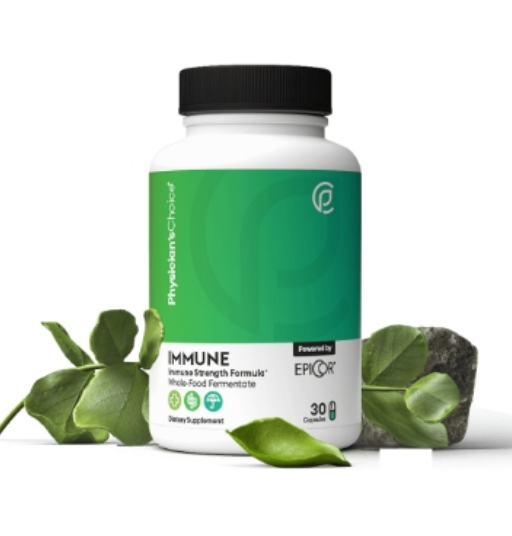 Physician'sChoice®
IMMUNE
Immune Strength Formula*
Whole-Food Fermentate
Dietary Supplement
Powered by
EPICOR®
30
Capsules